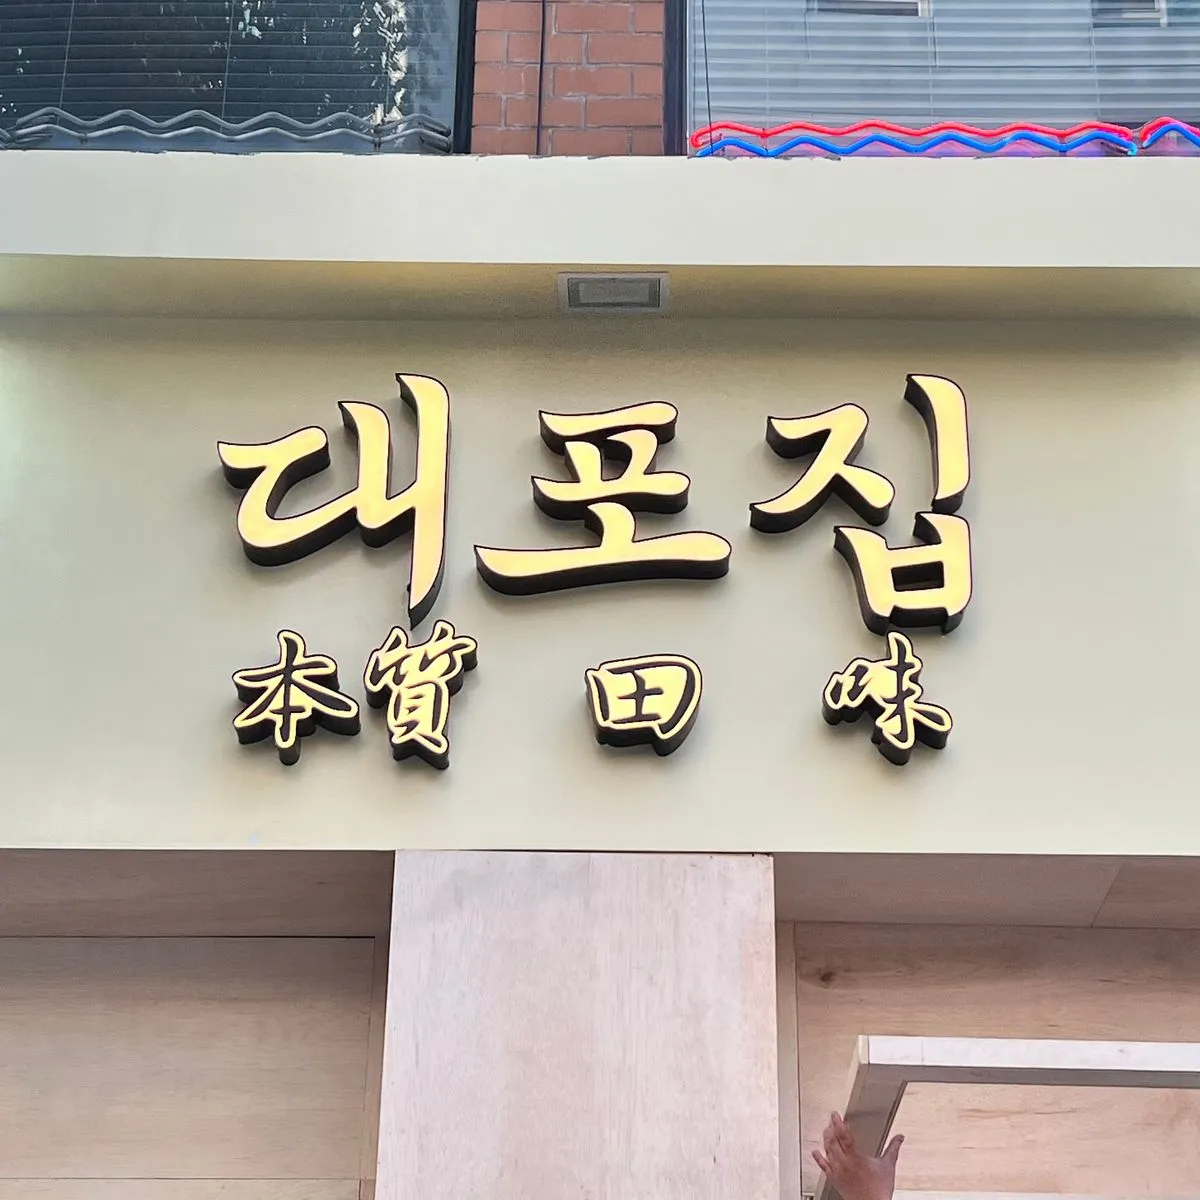 대포집
本質 田 味